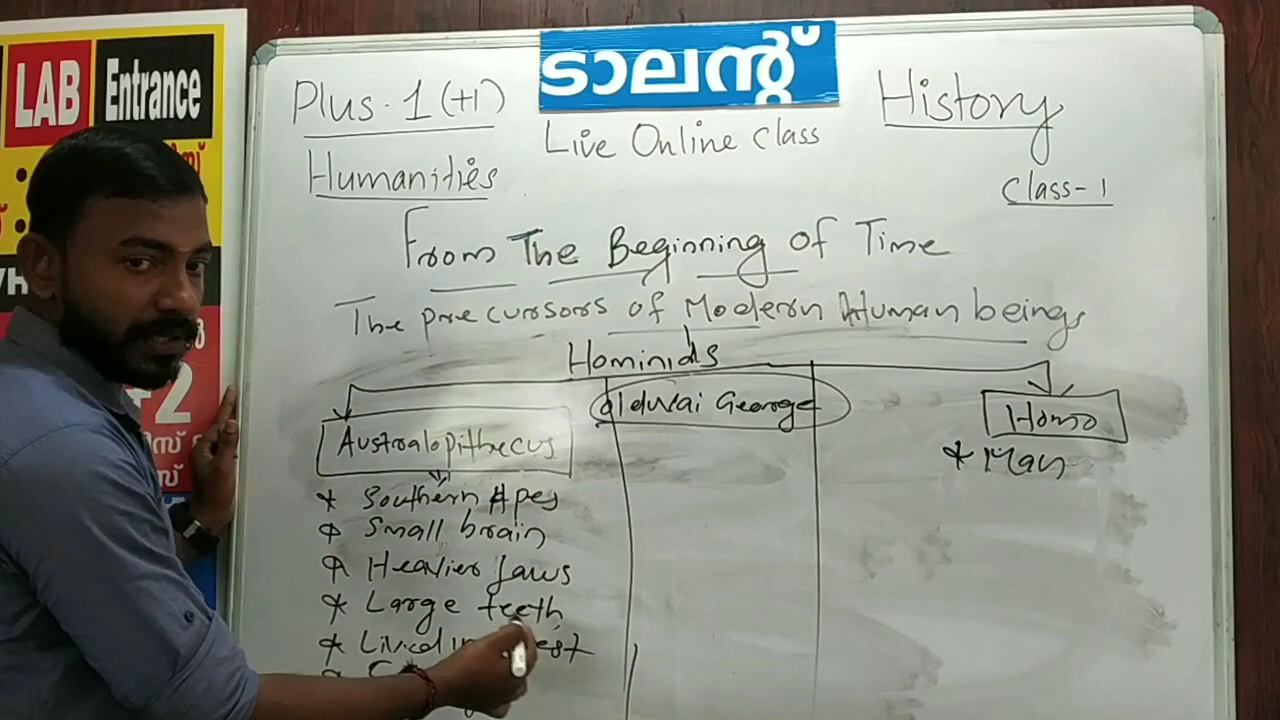 LAB Entrance
+2
ടാലന്റ്
Plus. 1 (+1)
Humanities
Live Online Class
History
Class-1
From The Beginning of Time
The precursors of Modern Human beings
Hominids
Australopithecus
olduvai George
Homo
* Man
* Southern Apes
* Small brain
* Heavier Jaws
* Large teeth
* Lived